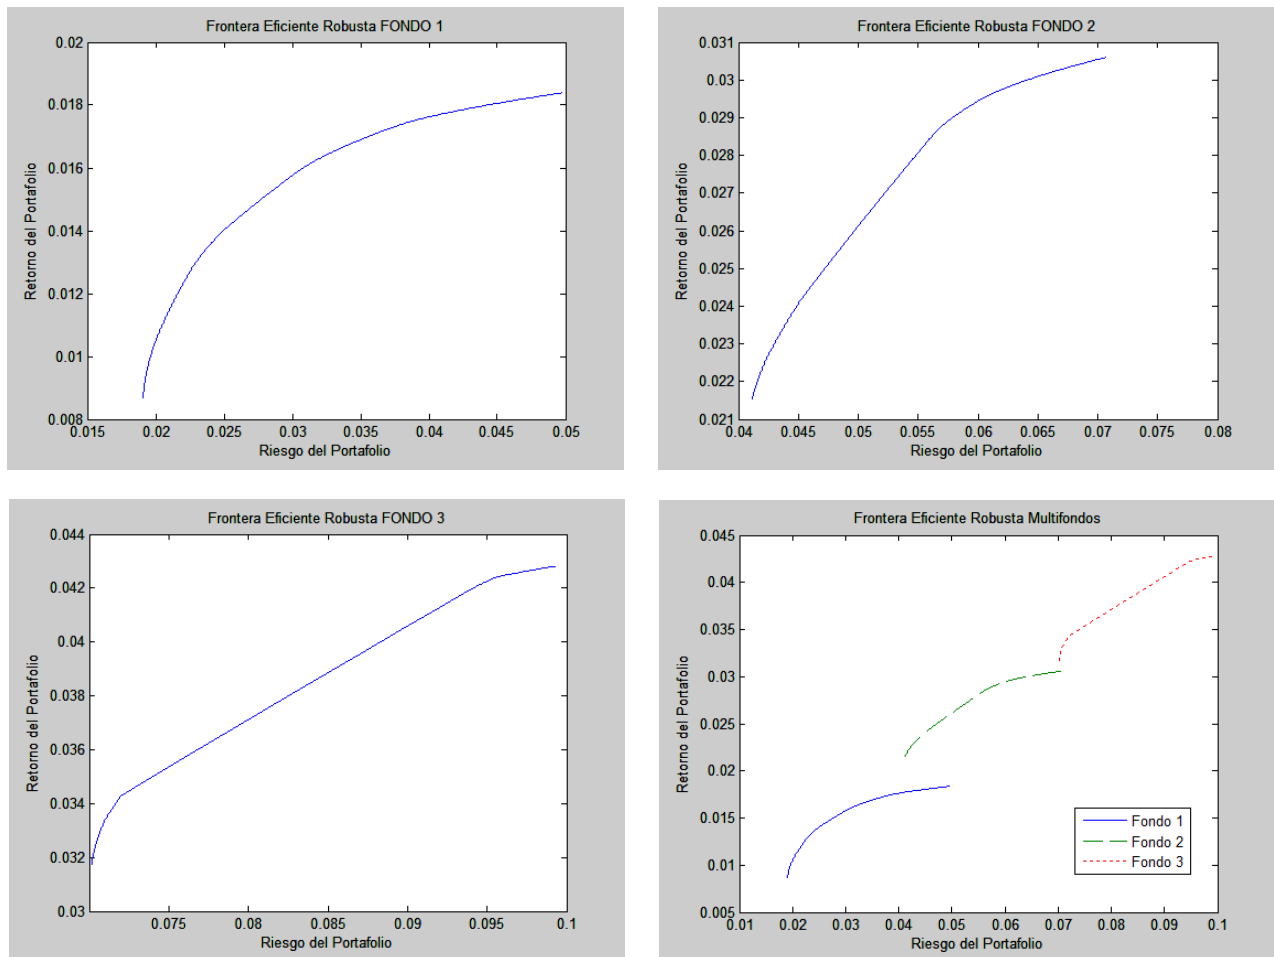 Frontera Eficiente Robusta FONDO 1
0.02
0.018
0.016
0.014
0.012
0.01
0.008
Retorno del Portafolio
0.015 0.02 0.025 0.03 0.035 0.04 0.045 0.05
Riesgo del Portafolio
Frontera Eficiente Robusta FONDO 2
0.031
0.03
0.029
0.028
0.027
0.026
0.025
0.024
0.023
0.022
0.021
Retorno del Portafolio
0.04 0.045 0.05 0.055 0.06 0.065 0.07 0.075 0.08
Riesgo del Portafolio
Frontera Eficiente Robusta FONDO 3
0.044
0.042
0.04
0.038
0.036
0.034
0.032
0.03
Retorno del Portafolio
0.075 0.08 0.085 0.09 0.095 0.1
Riesgo del Portafolio
Frontera Eficiente Robusta Multifondos
0.045
0.04
0.035
0.03
0.025
0.02
0.015
0.01
0.005
Retorno del Portafolio
Fondo 1
Fondo 2
Fondo 3
0.01 0.02 0.03 0.04 0.05 0.06 0.07 0.08 0.09 0.1
Riesgo del Portafolio